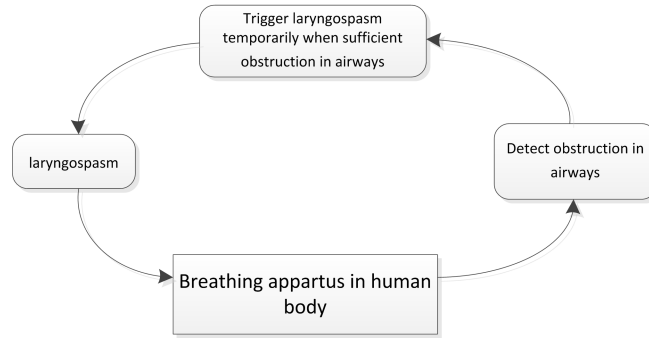 Trigger laryngospasm
temporarily when sufficient
obstruction in airways
laryngospasm
Detect obstruction in
airways
Breathing appartus in human
body